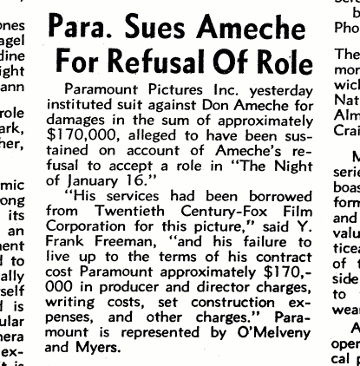 Para. Sues Ameche
For Refusal Of Role
Paramount Pictures Inc. yesterday
instituted suit against Don Ameche for
damages in the sum of approximately
$170,000, alleged to have been sus-
tained on account of Ameche's re-
fusal to accept a role in "The Night
of January 16."
"His services had been borrowed
from Twentieth Century-Fox Film
Corporation for this picture," said Y.
Frank Freeman, "and his failure to
live up to the terms of his contract
cost Paramount approximately $170,-
000 in producer and director charges,
writing costs, set construction ex-
penses, and other charges." Para-
mount is represented by O'Melveny
and Myers.